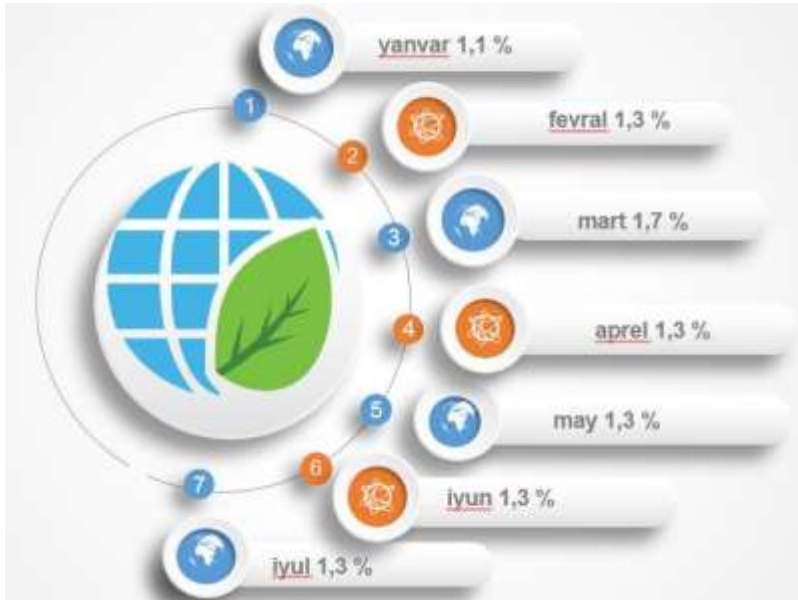 yanvar 1,1 %
1
fevral 1,3 %
2
mart 1,7 %
3
aprel 1,3 %
4
may 1,3 %
5
iyun 1,3 %
6
iyul 1,3 %
7